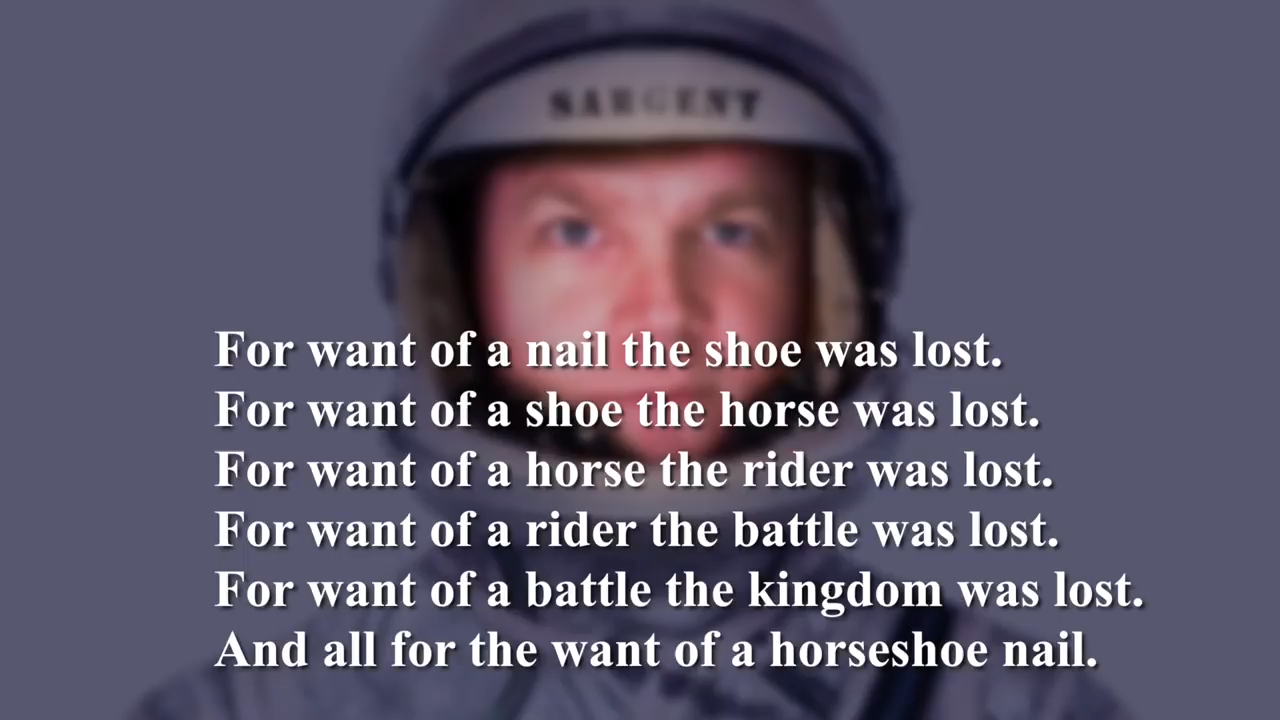 SARGENT
For want of a nail the shoe was lost.
For want of a shoe the horse was lost.
For want of a horse the rider was lost.
For want of a rider the battle was lost.
For want of a battle the kingdom was lost.
And all for the want of a horseshoe nail.